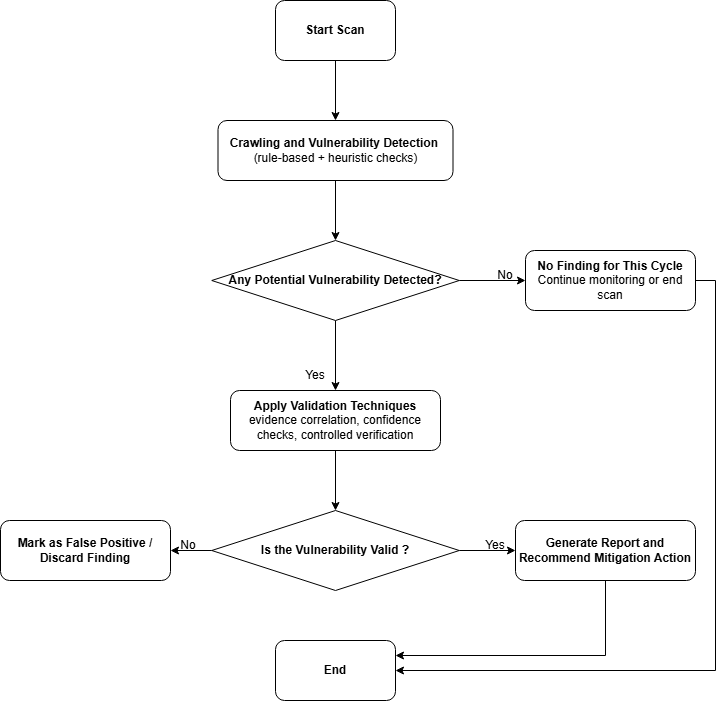 Start Scan
Crawling and Vulnerability Detection
(rule-based + heuristic checks)
Any Potential Vulnerability Detected?
No
No Finding for This Cycle
Continue monitoring or end
scan
Yes
Apply Validation Techniques
evidence correlation, confidence
checks, controlled verification
Mark as False Positive /
Discard Finding
No
Is the Vulnerability Valid ?
Yes
Generate Report and
Recommend Mitigation Action
End